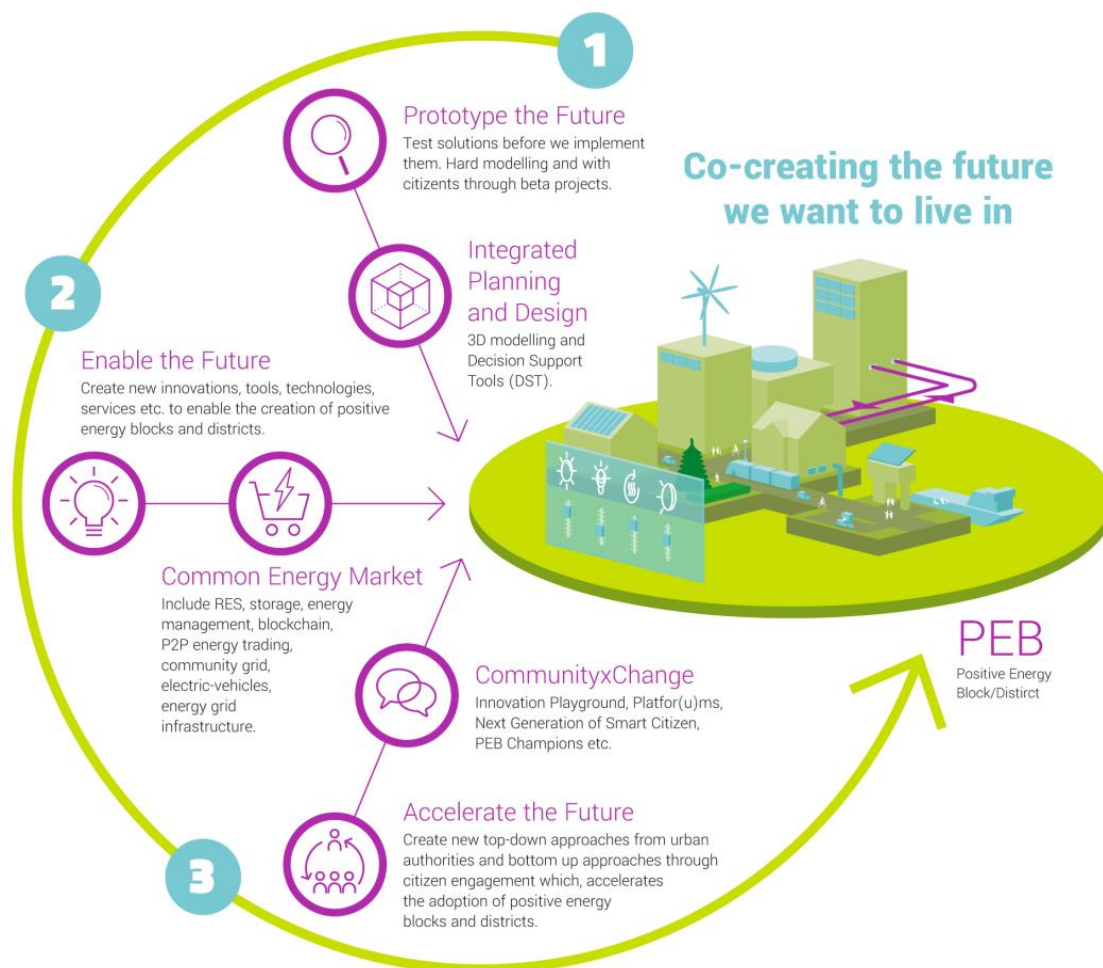 1
Prototype the Future
Test solutions before we implement
them. Hard modelling and with
citizents through beta projects.
Co-creating the future
we want to live in
Integrated
Planning
and Design
3D modelling and
Decision Support
Tools (DST).
2
Enable the Future
Create new innovations, tools, technologies,
services etc. to enable the creation of positive
energy blocks and districts.
Common Energy Market
Include RES, storage, energy
management, blockchain,
P2P energy trading,
community grid,
electric-vehicles,
energy grid
infrastructure.
CommunityxChange
Innovation Playground, Platfor(u)ms,
Next Generation of Smart Citizen,
PEB Champions etc.
PEB
Positive Energy
Block/Distirct
3
Accelerate the Future
Create new top-down approaches from urban
authorities and bottom up approaches through
citizen engagement which, accelerates
the adoption of positive energy
blocks and districts.